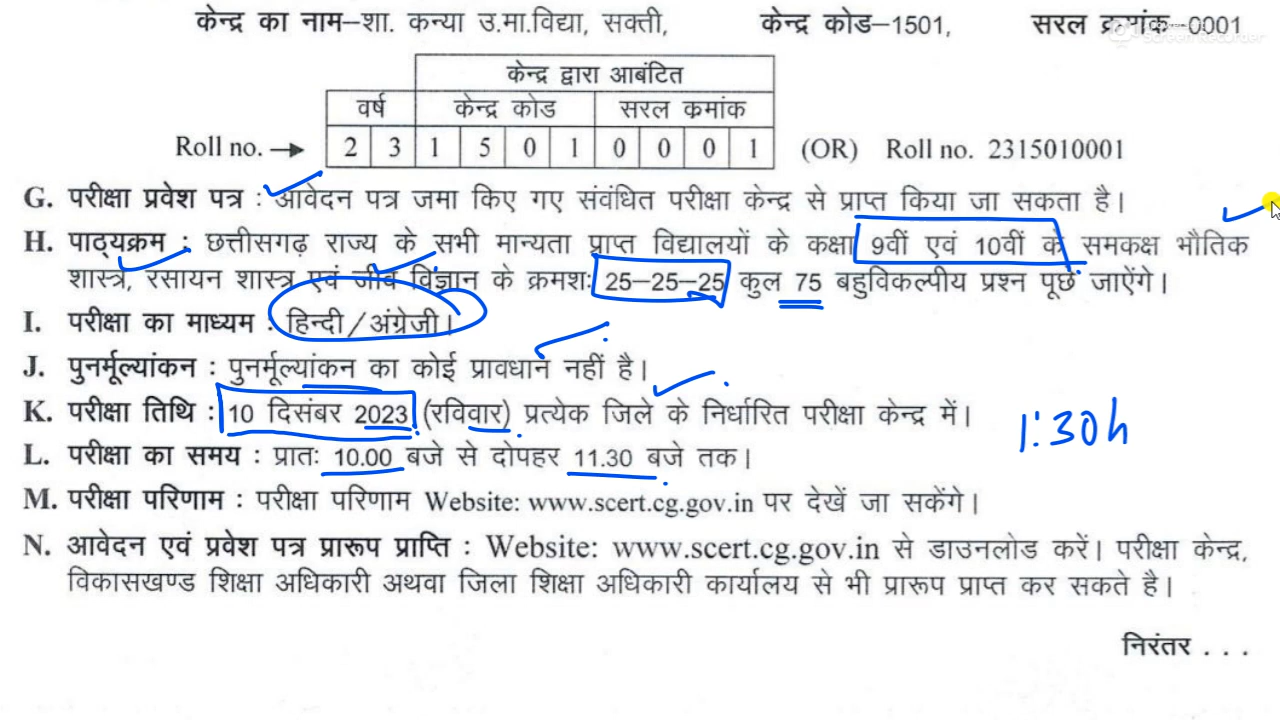 केन्द्र का नाम–शा. कन्या उ.मा.विद्या, सक्ती, केन्द्र कोड–1501, सरल क्रमांक–0001
केन्द्र द्वारा आबंटित
वर्ष केन्द्र कोड सरल कमांक
Roll no. → 2 3 1 5 0 1 0 0 0 1 (OR) Roll no. 2315010001
G. परीक्षा प्रवेश पत्र : आवेदन पत्र जमा किए गए संवंधित परीक्षा केन्द्र से प्राप्त किया जा सकता है।
H. पाठ्यक्रम : छत्तीसगढ़ राज्य के सभी मान्यता प्राप्त विद्यालयों के कक्षा 9वीं एवं 10वीं के समकक्ष भौतिक
शास्त्र, रसायन शास्त्र एवं जीव विज्ञान के क्रमशः 25–25–25 कुल 75 बहुविकल्पीय प्रश्न पूछे जाऐंगे।
I. परीक्षा का माध्यम : हिन्दी/अंग्रेजी।
J. पुनर्मूल्यांकन : पुनर्मूल्यांकन का कोई प्रावधान नहीं है।
K. परीक्षा तिथि : 10 दिसंबर 2023 (रविवार) प्रत्येक जिले के निर्धारित परीक्षा केन्द्र में।
1:30h
L. परीक्षा का समय : प्रातः 10.00 बजे से दोपहर 11.30 बजे तक।
M. परीक्षा परिणाम : परीक्षा परिणाम Website: www.scert.cg.gov.in पर देखें जा सकेंगे।
N. आवेदन एवं प्रवेश पत्र प्रारूप प्राप्ति : Website: www.scert.cg.gov.in से डाउनलोड करें। परीक्षा केन्द्र,
विकासखण्ड शिक्षा अधिकारी अथवा जिला शिक्षा अधिकारी कार्यालय से भी प्रारूप प्राप्त कर सकते है।
निरंतर . . .